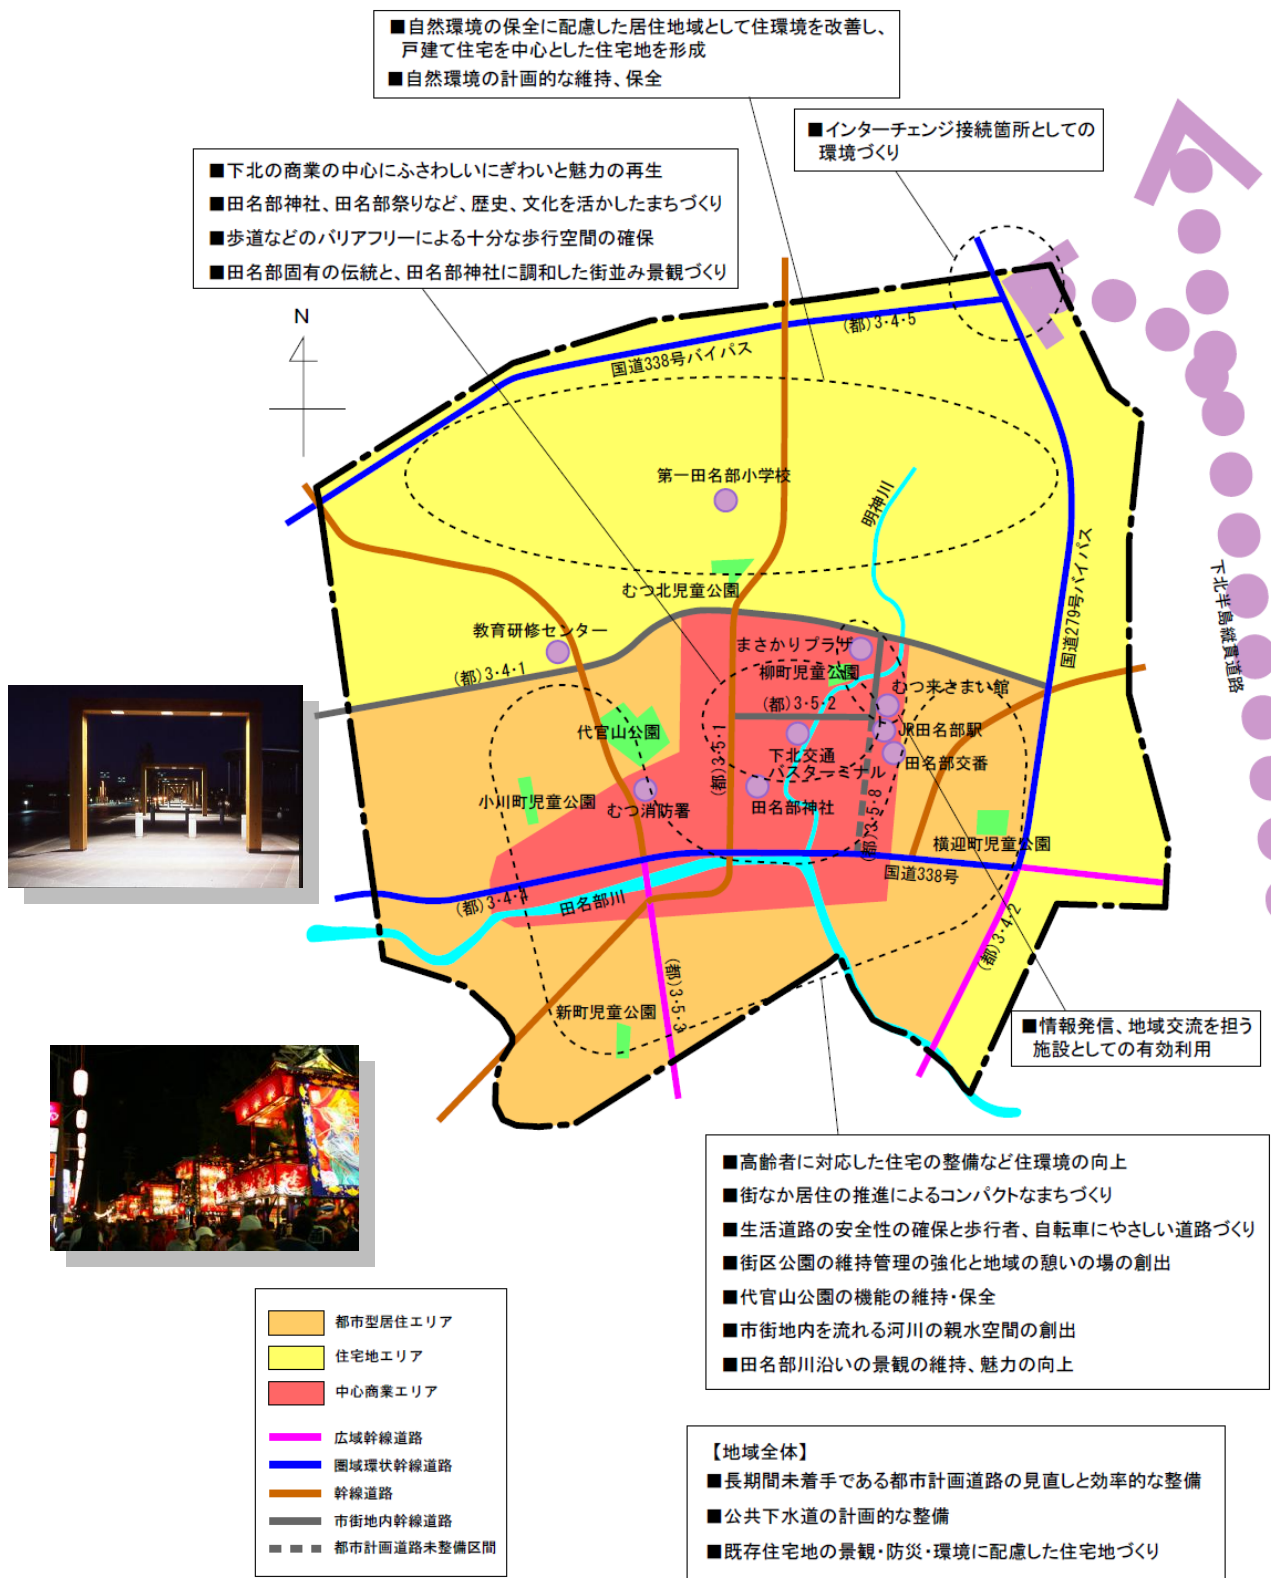 ■自然環境の保全に配慮した居住地域として住環境を改善し、
戸建て住宅を中心とした住宅地を形成
■自然環境の計画的な維持、保全
■インターチェンジ接続箇所としての
環境づくり
■下北の商業の中心にふさわしいにぎわいと魅力の再生
■田名部神社、田名部祭りなど、歴史、文化を活かしたまちづくり
■歩道などのバリアフリーによる十分な歩行空間の確保
■田名部固有の伝統と、田名部神社に調和した街並み景観づくり
N
(都)3・4・5
国道338号バイパス
第一田名部小学校
明神川
国道279号バイパス
下北半島縦貫道路
むつ北児童公園
教育研修センター
まさかりプラザ
(都)3・4・1
柳町児童公園
むつ来さまい館
(都)3・5・2
代官山公園
JR田名部駅
(都)3・5・1
下北交通
バスターミナル
田名部交番
小川町児童公園
むつ消防署
田名部神社
(都)3・5・8
横迎町児童公園
国道338号
(都)3・4・4
田名部川
(都)3・4・2
(都)3・5・3
新町児童公園
■情報発信、地域交流を担う
施設としての有効利用
■高齢者に対応した住宅の整備など住環境の向上
■街なか居住の推進によるコンパクトなまちづくり
■生活道路の安全性の確保と歩行者、自転車にやさしい道路づくり
■街区公園の維持管理の強化と地域の憩いの場の創出
■代官山公園の機能の維持・保全
■市街地内を流れる河川の親水空間の創出
■田名部川沿いの景観の維持、魅力の向上
都市型居住エリア
住宅地エリア
中心商業エリア
広域幹線道路
圏域環状幹線道路
幹線道路
市街地内幹線道路
都市計画道路未整備区間
【地域全体】
■長期間未着手である都市計画道路の見直しと効率的な整備
■公共下水道の計画的な整備
■既存住宅地の景観・防災・環境に配慮した住宅地づくり